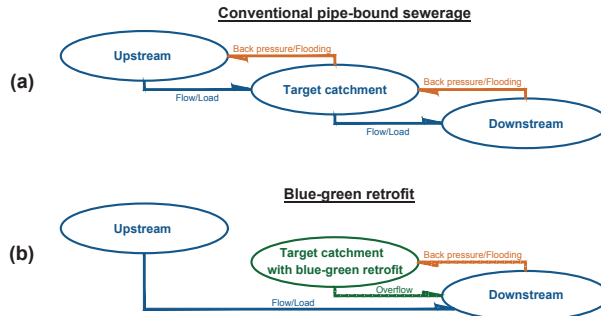 Conventional pipe-bound sewerage
Upstream
Back pressure/Flooding
(a)
Target catchment
Back pressure/Flooding
Flow/Load
Flow/Load
Downstream
Blue-green retrofit
Upstream
(b)
Target catchment
with blue-green retrofit
Back pressure/Flooding
Overflow
Downstream
Flow/Load